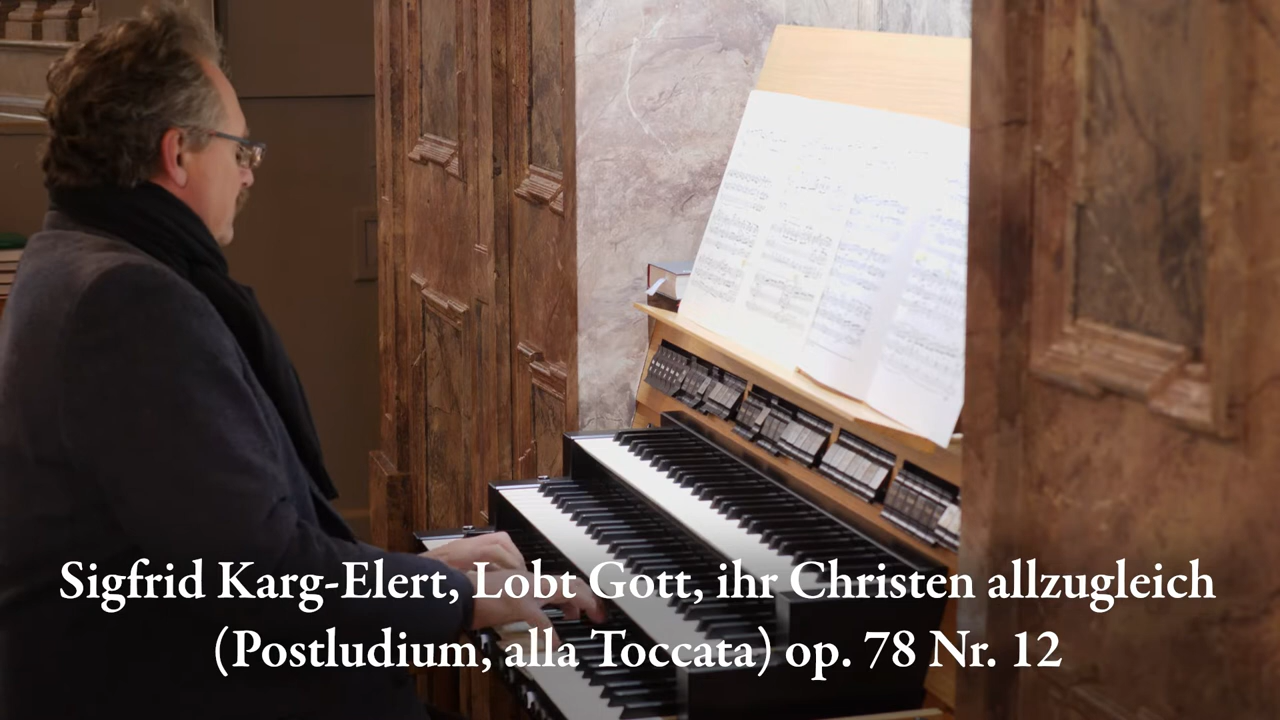 Sigfrid Karg-Elert, Lobt Gott, ihr Christen allzugleich
(Postludium, alla Toccata) op. 78 Nr. 12